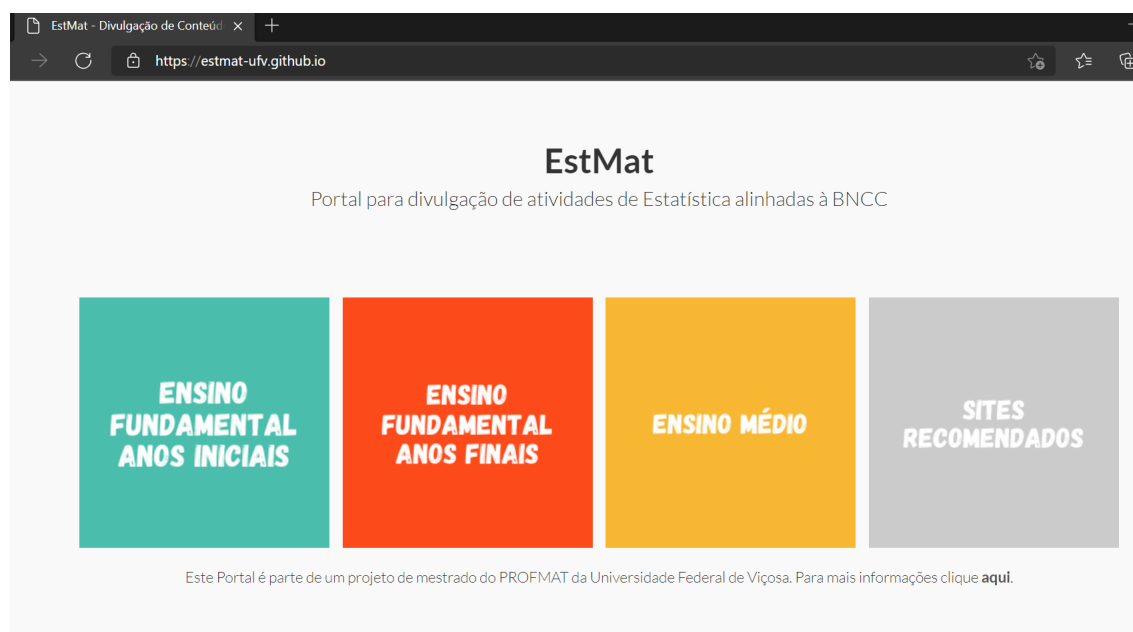 EstMat - Divulgação de Conteúd
https://estmat-ufv.github.io
EstMat
Portal para divulgação de atividades de Estatística alinhadas à BNCC
ENSINO
FUNDAMENTAL
ANOS INICIAIS
ENSINO
FUNDAMENTAL
ANOS FINAIS
ENSINO MÉDIO
SITES
RECOMENDADOS
Este Portal é parte de um projeto de mestrado do PROFMAT da Universidade Federal de Viçosa. Para mais informações clique aqui.